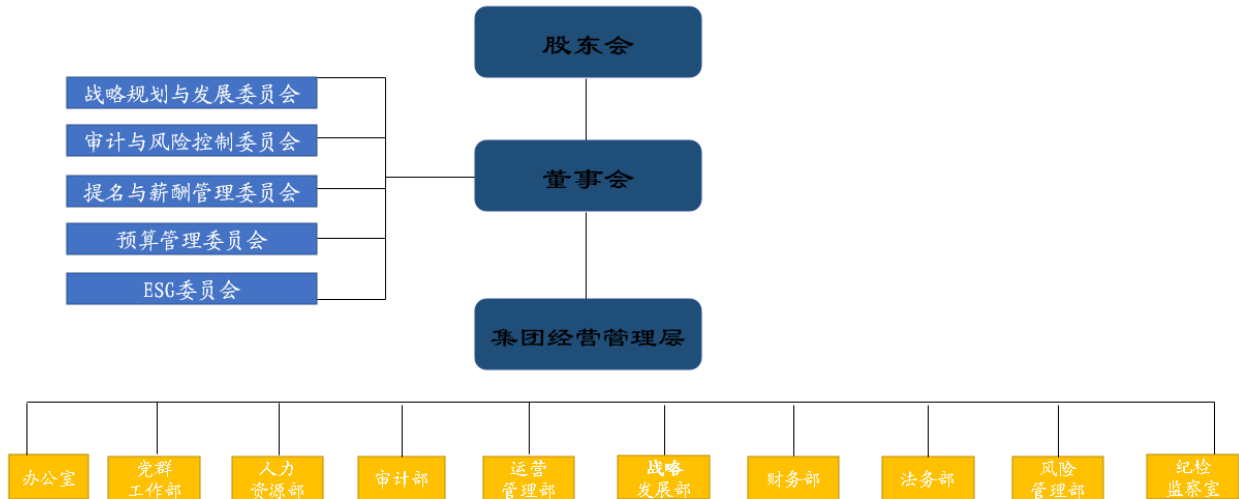 股东会
战略规划与发展委员会
审计与风险控制委员会
董事会
提名与薪酬管理委员会
预算管理委员会
ESG委员会
集团经营管理层
办公室
党群
工作部
人力
资源部
审计部
运营
管理部
战略
发展部
财务部
法务部
风险
管理部
纪检
监察室